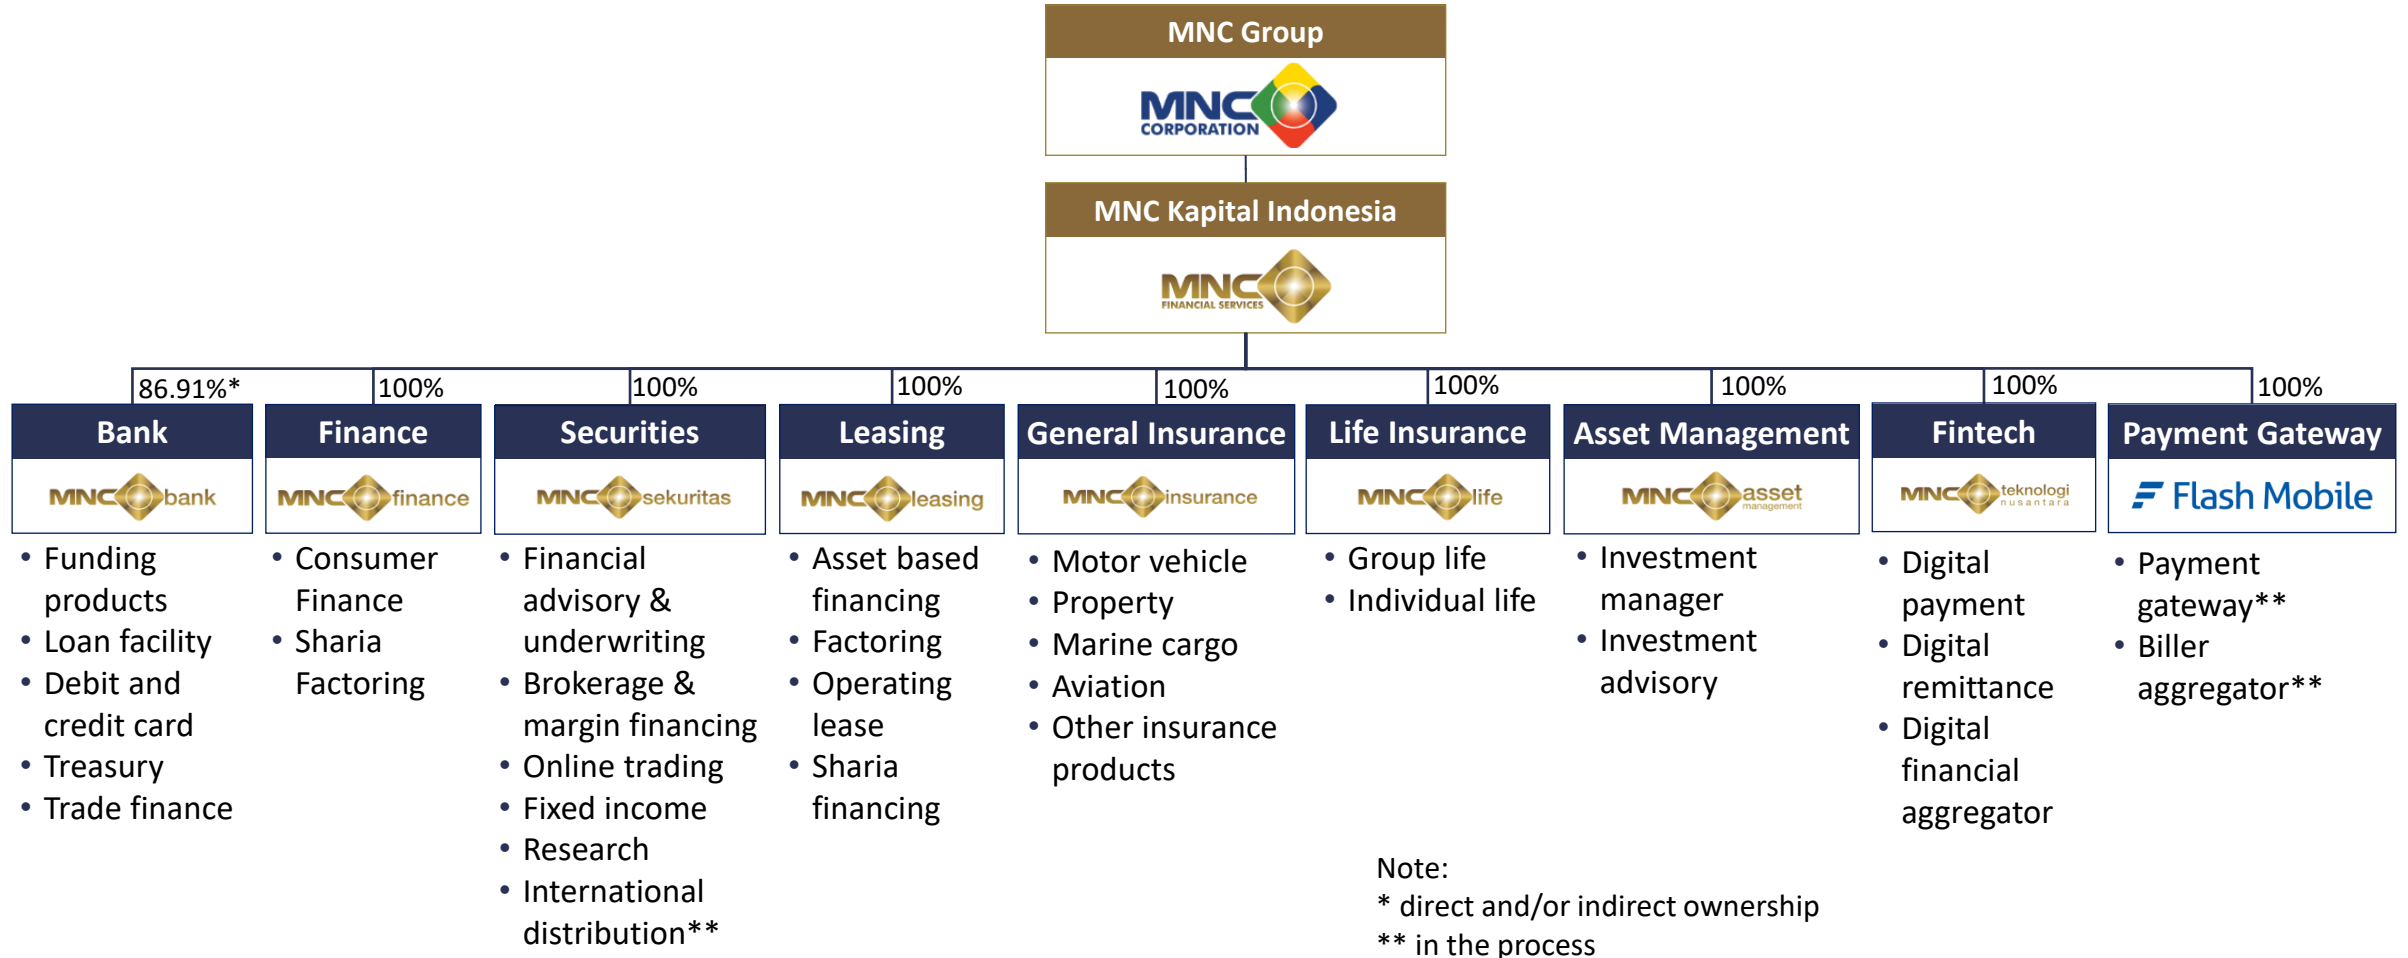 MNC Group
MNC
CORPORATION
MNC Kapital Indonesia
MNC
FINANCIAL SERVICES
86.91%*
100%
100%
100%
100%
100%
100%
100%
100%
Bank
MNC bank
• Funding
products
• Loan facility
• Debit and
credit card
• Treasury
• Trade finance
Finance
MNC finance
• Consumer
Finance
• Sharia
Factoring
Securities
MNC sekuritas
• Financial
advisory &
underwriting
• Brokerage &
margin financing
• Online trading
• Fixed income
• Research
• International
distribution**
Leasing
MNC leasing
• Asset based
financing
• Factoring
• Operating
lease
• Sharia
financing
General Insurance
MNC insurance
• Motor vehicle
• Property
• Marine cargo
• Aviation
• Other insurance
products
Life Insurance
MNC life
• Group life
• Individual life
Asset Management
MNC asset
management
• Investment
manager
• Investment
advisory
Fintech
MNC teknologi
nusantara
• Digital
payment
• Digital
remittance
• Digital
financial
aggregator
Payment Gateway
Flash Mobile
• Payment
gateway**
• Biller
aggregator**
Note:
* direct and/or indirect ownership
** in the process